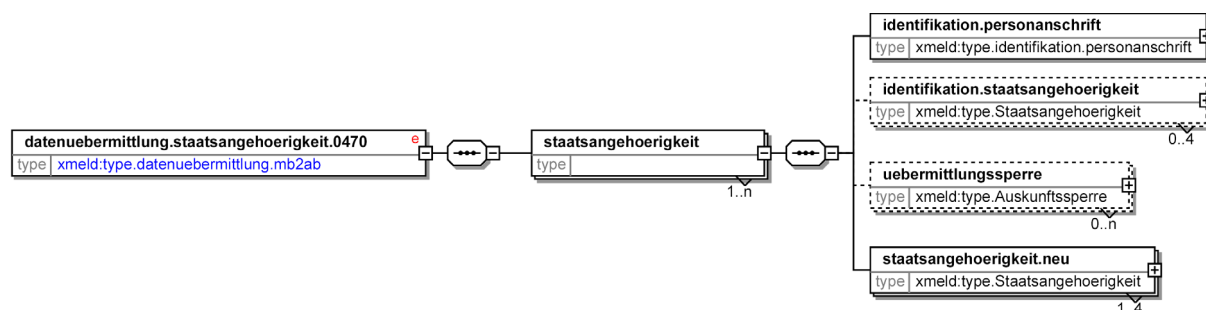 identifikation.personanschrift
type xmeld:type.identifikation.personanschrift
identifikation.staatsangehoerigkeit
type xmeld:type.Staatsangehoerigkeit
0..4
datenuebermittlung.staatsangehoerigkeit.0470 e
type xmeld:type.datenuebermittlung.mb2ab
staatsangehoerigkeit
type
1..n
uebermittlungssperre
type xmeld:type.Auskunftssperre
0..n
staatsangehoerigkeit.neu
type xmeld:type.Staatsangehoerigkeit
1..4